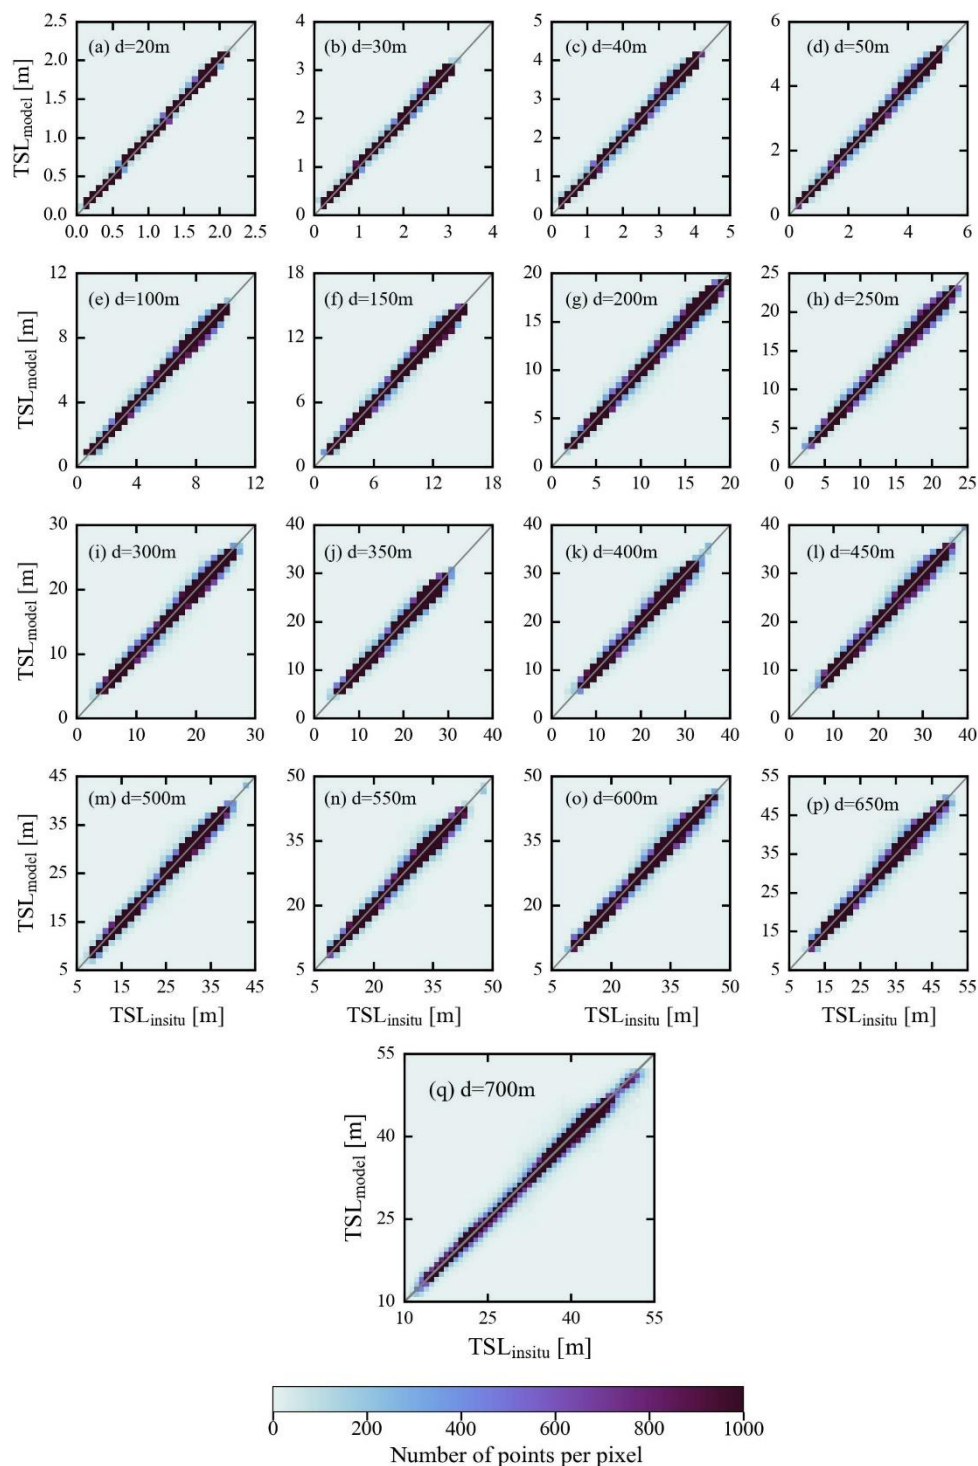 (a) d=20m (b) d=30m (c) d=40m (d) d=50m
TSLmodel [m]
2.5 2.0 1.5 1.0 0.5 0.0
0.0 0.5 1.0 1.5 2.0 2.5
4 3 2 1 0
0 1 2 3 4
5 4 3 2 1 0
0 1 2 3 4 5
6 4 2 0
0 2 4 6
(e) d=100m (f) d=150m (g) d=200m (h) d=250m
TSLmodel [m]
12 8 4 0
0 4 8 12
18 12 6 0
0 6 12 18
20 15 10 5 0
0 5 10 15 20
25 20 15 10 5 0
0 5 10 15 20 25
(i) d=300m (j) d=350m (k) d=400m (l) d=450m
TSLmodel [m]
30 20 10 0
0 10 20 30
40 30 20 10 0
0 10 20 30 40
40 30 20 10 0
0 10 20 30 40
40 30 20 10 0
0 10 20 30 40
(m) d=500m (n) d=550m (o) d=600m (p) d=650m
TSLmodel [m]
45 35 25 15 5
5 15 25 35 45
50 35 20 5
5 20 35 50
50 35 20 5
5 20 35 50
55 45 35 25 15 5
5 15 25 35 45 55
TSLinsitu [m] TSLinsitu [m] TSLinsitu [m] TSLinsitu [m]
(q) d=700m
TSLmodel [m]
55 40 25 10
10 25 40 55
TSLinsitu [m]
0 200 400 600 800 1000
Number of points per pixel